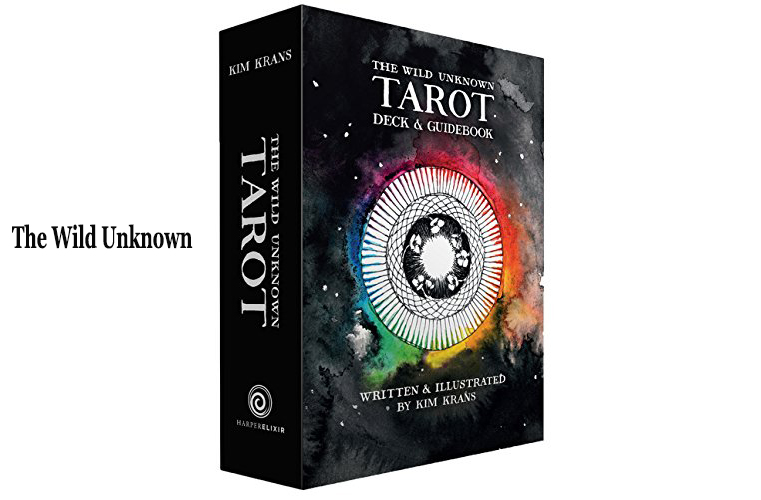 The Wild Unknown
KIM KRANS
THE WILD UNKNOWN
TAROT
HARPERELIXIR
THE WILD UNKNOWN
TAROT
DECK & GUIDEBOOK
WRITTEN & ILLUSTRATED
BY KIM KRANS